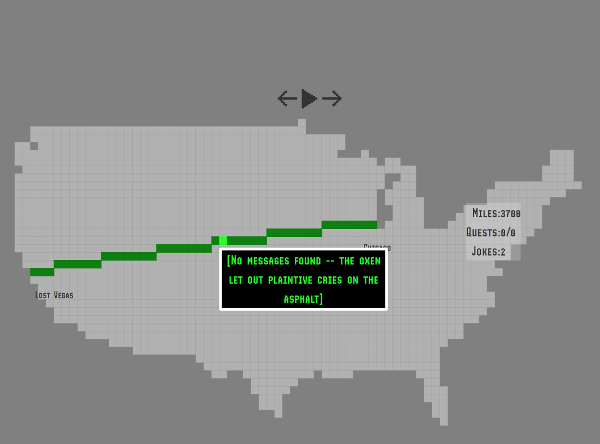 Miles:3700
Quests:0/0
Jokes:2
Chicago
[No messages found -- the oxen
let out plaintive cries on the
asphalt]
Lost Vegas